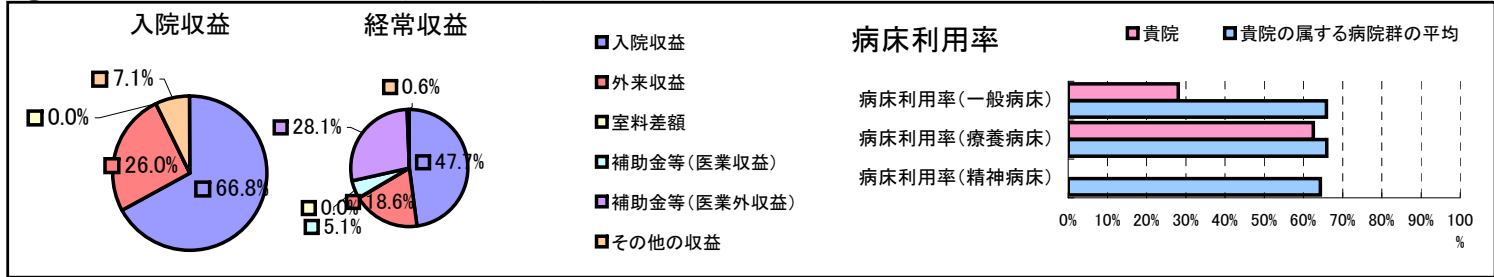 入院収益
7.1%
0.0%
26.0%
66.8%
経常収益
0.6%
28.1%
47.7%
0.0%
18.6%
5.1%
入院収益
外来収益
室料差額
補助金等(医業収益)
補助金等(医業外収益)
その他の収益
病床利用率
貴院
貴院の属する病院群の平均
病床利用率(一般病床)
病床利用率(療養病床)
病床利用率(精神病床)
0% 10% 20% 30% 40% 50% 60% 70% 80% 90% 100
%